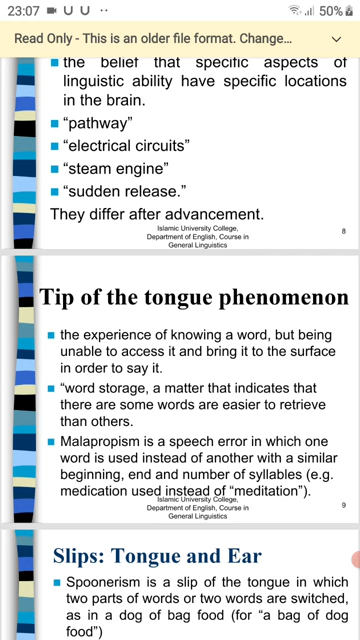 23:07
50%
Read Only - This is an older file format. Change...
the belief that specific aspects of
linguistic ability have specific locations
in the brain.
"pathway"
"electrical circuits"
"steam engine"
"sudden release."
They differ after advancement.
Islamic University College,
Department of English, Course in
General Linguistics
8
Tip of the tongue phenomenon
the experience of knowing a word, but being
unable to access it and bring it to the surface
in order to say it.
"word storage, a matter that indicates that
there are some words are easier to retrieve
than others.
Malapropism is a speech error in which one
word is used instead of another with a similar
beginning, end and number of syllables (e.g.
medication used instead of "meditation").
Islamic University College,
Department of English, Course in
General Linguistics
9
Slips: Tongue and Ear
Spoonerism is a slip of the tongue in which
two parts of words or two words are switched,
as in a dog of bag food (for "a bag of dog
food")